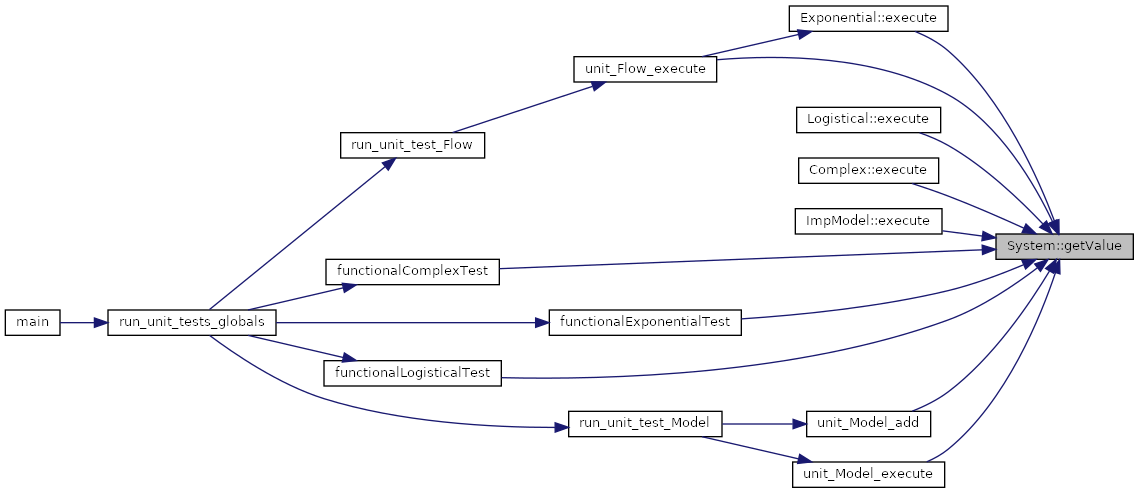 Exponential::execute
unit_Flow_execute
Logistical::execute
run_unit_test_Flow
Complex::execute
ImpModel::execute
System::getValue
functionalComplexTest
main
run_unit_tests_globals
functionalExponentialTest
functionalLogisticalTest
run_unit_test_Model
unit_Model_add
unit_Model_execute